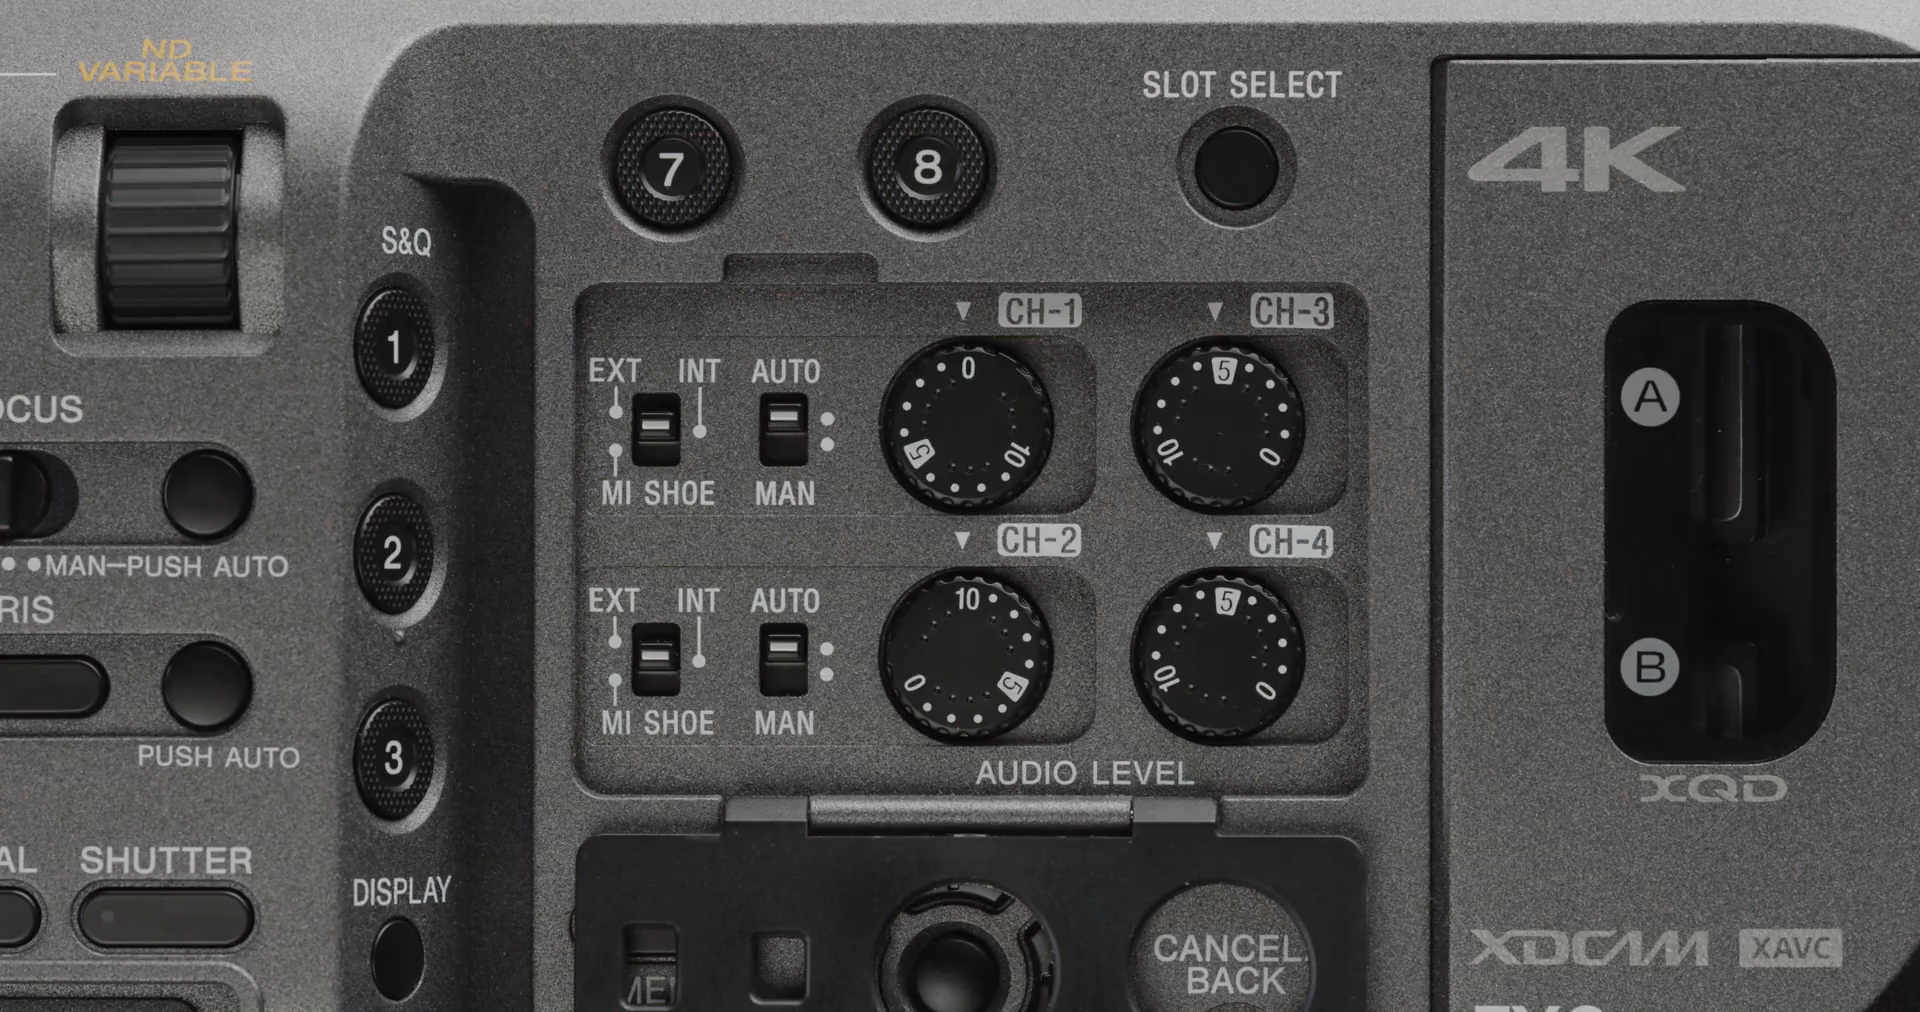 ND
VARIABLE
SLOT SELECT
7
8
4K
S&Q
1
CH-1
CH-3
EXT
INT
AUTO
0
5
10
5
10
0
A
MI SHOE
MAN
OCUS
MAN–PUSH AUTO
2
CH-2
CH-4
EXT
INT
AUTO
10
5
0
5
10
0
B
MI SHOE
MAN
RIS
PUSH AUTO
3
AUDIO LEVEL
XQD
AL
SHUTTER
DISPLAY
CANCEL
BACK
ME
XDCAM
XAVC